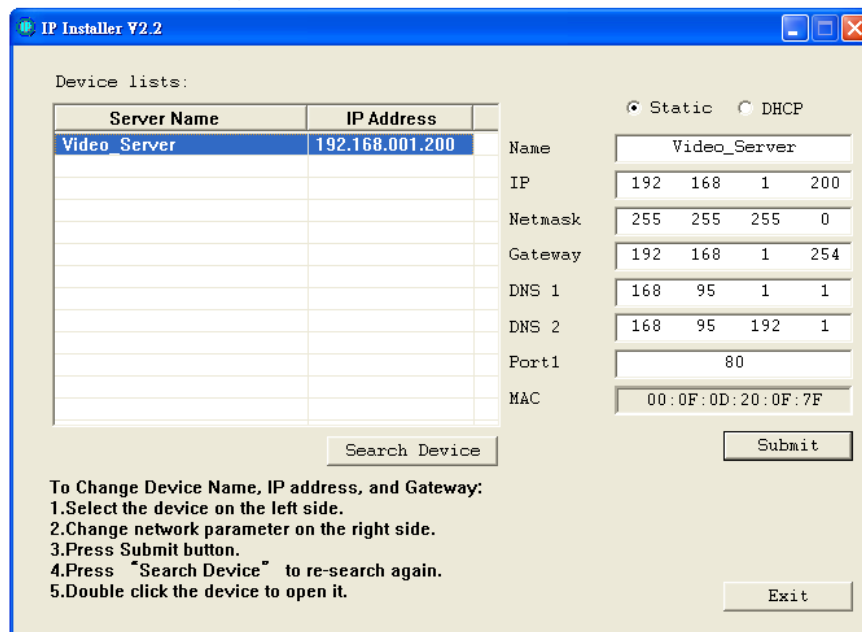 IP Installer V2.2
Device lists:
Server Name IP Address
Video_Server 192.168.001.200
Static DHCP
Name Video_Server
IP 192 168 1 200
Netmask 255 255 255 0
Gateway 192 168 1 254
DNS 1 168 95 1 1
DNS 2 168 95 192 1
Port1 80
MAC 00:0F:0D:20:0F:7F
Search Device
Submit
To Change Device Name, IP address, and Gateway:
1.Select the device on the left side.
2.Change network parameter on the right side.
3.Press Submit button.
4.Press “Search Device” to re-search again.
5.Double click the device to open it.
Exit